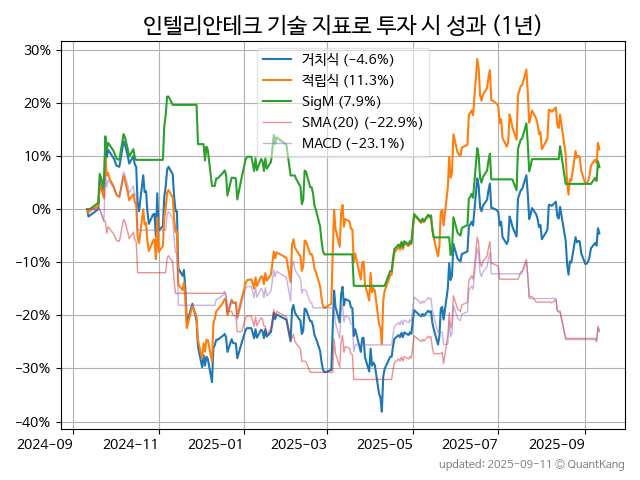 인텔리안테크 기술 지표로 투자 시 성과 (1년)
30%
20%
10%
0%
−10%
−20%
−30%
−40%
거치식 (−4.6%)
적립식 (11.3%)
SigM (7.9%)
SMA(20) (−22.9%)
MACD (−23.1%)
2024-09 2024-11 2025-01 2025-03 2025-05 2025-07 2025-09
updated: 2025-09-11 © QuantKang